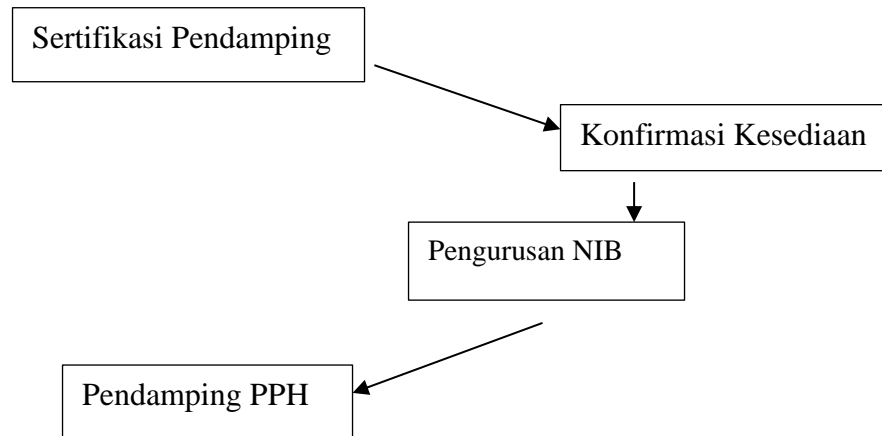 Sertifikasi Pendamping
Konfirmasi Kesediaan
Pengurusan NIB
Pendamping PPH